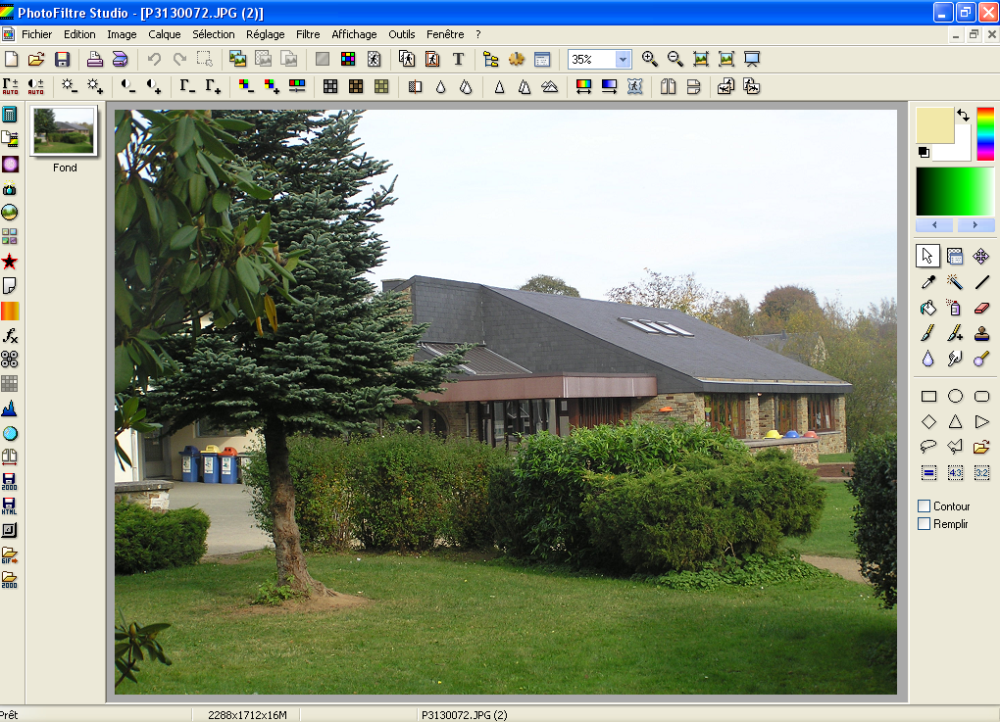 PhotoFiltre Studio - [P3130072.JPG (2)]
Fichier Edition Image Calque Sélection Réglage Filtre Affichage Outils Fenêtre ?
T 35%
AUTO AUTO
Fond
fx
2000
HTML
GIF
2000
4:3 3:2
Contour
Remplir
Prêt 2288x1712x16M P3130072.JPG (2)